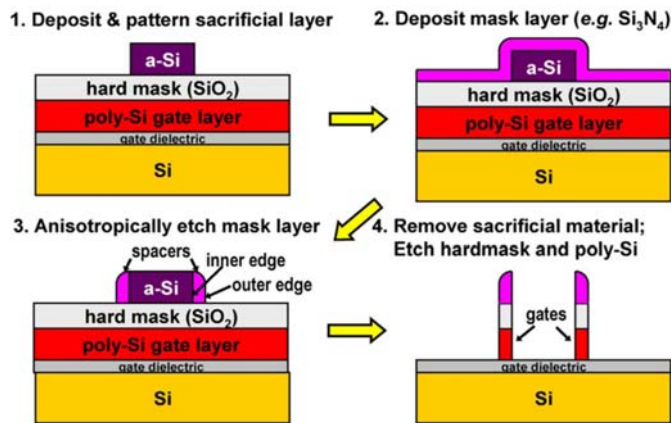 1. Deposit & pattern sacrificial layer
a-Si
hard mask (SiO₂)
poly-Si gate layer
gate dielectric
Si
2. Deposit mask layer (e.g. Si₃N₄)
a-Si
hard mask (SiO₂)
poly-Si gate layer
gate dielectric
Si
3. Anisotropically etch mask layer
spacers
inner edge
outer edge
a-Si
hard mask (SiO₂)
poly-Si gate layer
gate dielectric
Si
4. Remove sacrificial material;
Etch hardmask and poly-Si
gates
gate dielectric
Si